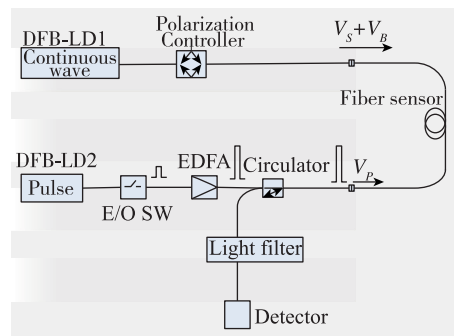 Polarization
Controller
DFB-LD1
Continuous
wave
V_S+V_B
Fiber sensor
DFB-LD2
Pulse
E/O SW
EDFA
Circulator
V_P
Light filter
Detector